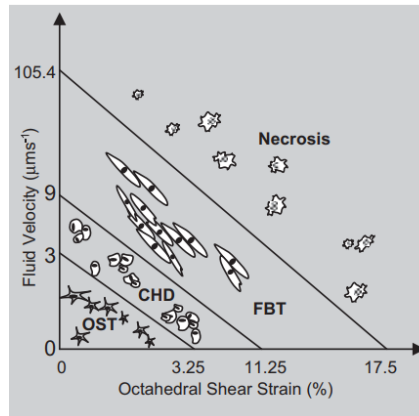 105.4
Necrosis
Fluid Velocity (μms⁻¹)
9
3
CHD
FBT
OST
0
0 3.25 11.25 17.5
Octahedral Shear Strain (%)